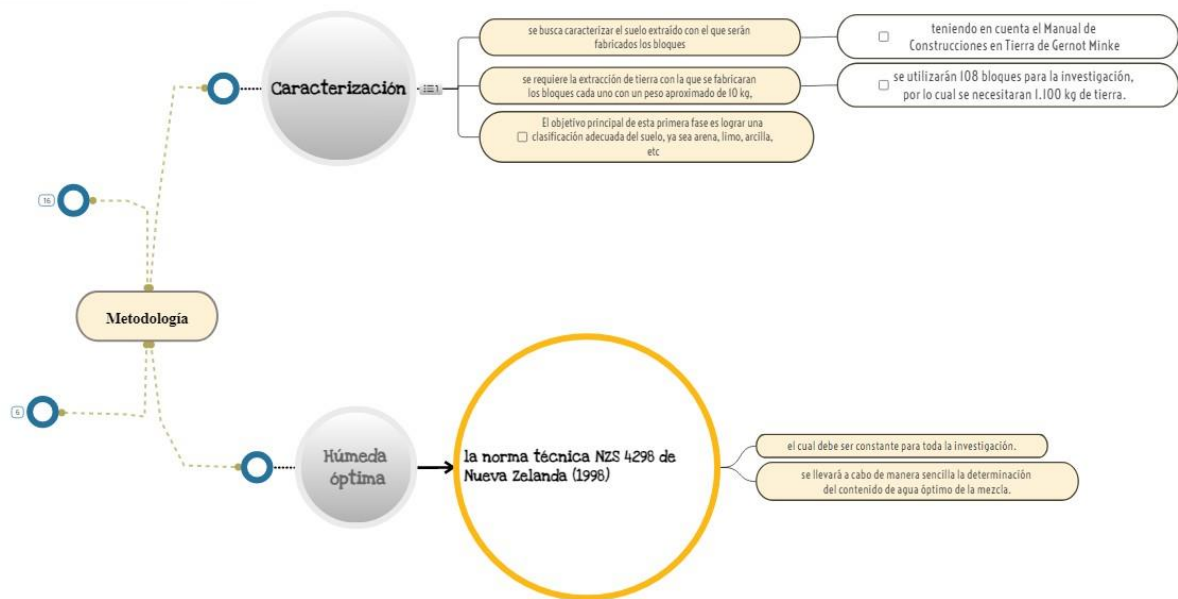 Caracterización
1
se busca caracterizar el suelo extraído con el que serán
fabricados los bloques
teniendo en cuenta el Manual de
Construcciones en Tierra de Gernot Minke
se requiere la extracción de tierra con la que se fabricaran
los bloques cada uno con un peso aproximado de 10 kg,
se utilizarán 108 bloques para la investigación,
por lo cual se necesitaran 1.100 kg de tierra.
El objetivo principal de esta primera fase es lograr una
clasificación adecuada del suelo, ya sea arena, limo, arcilla,
etc
16
Metodología
6
Húmeda
óptima
la norma técnica NZS 4298 de
Nueva Zelanda (1998)
el cual debe ser constante para toda la investigación.
se llevará a cabo de manera sencilla la determinación
del contenido de agua óptimo de la mezcla.